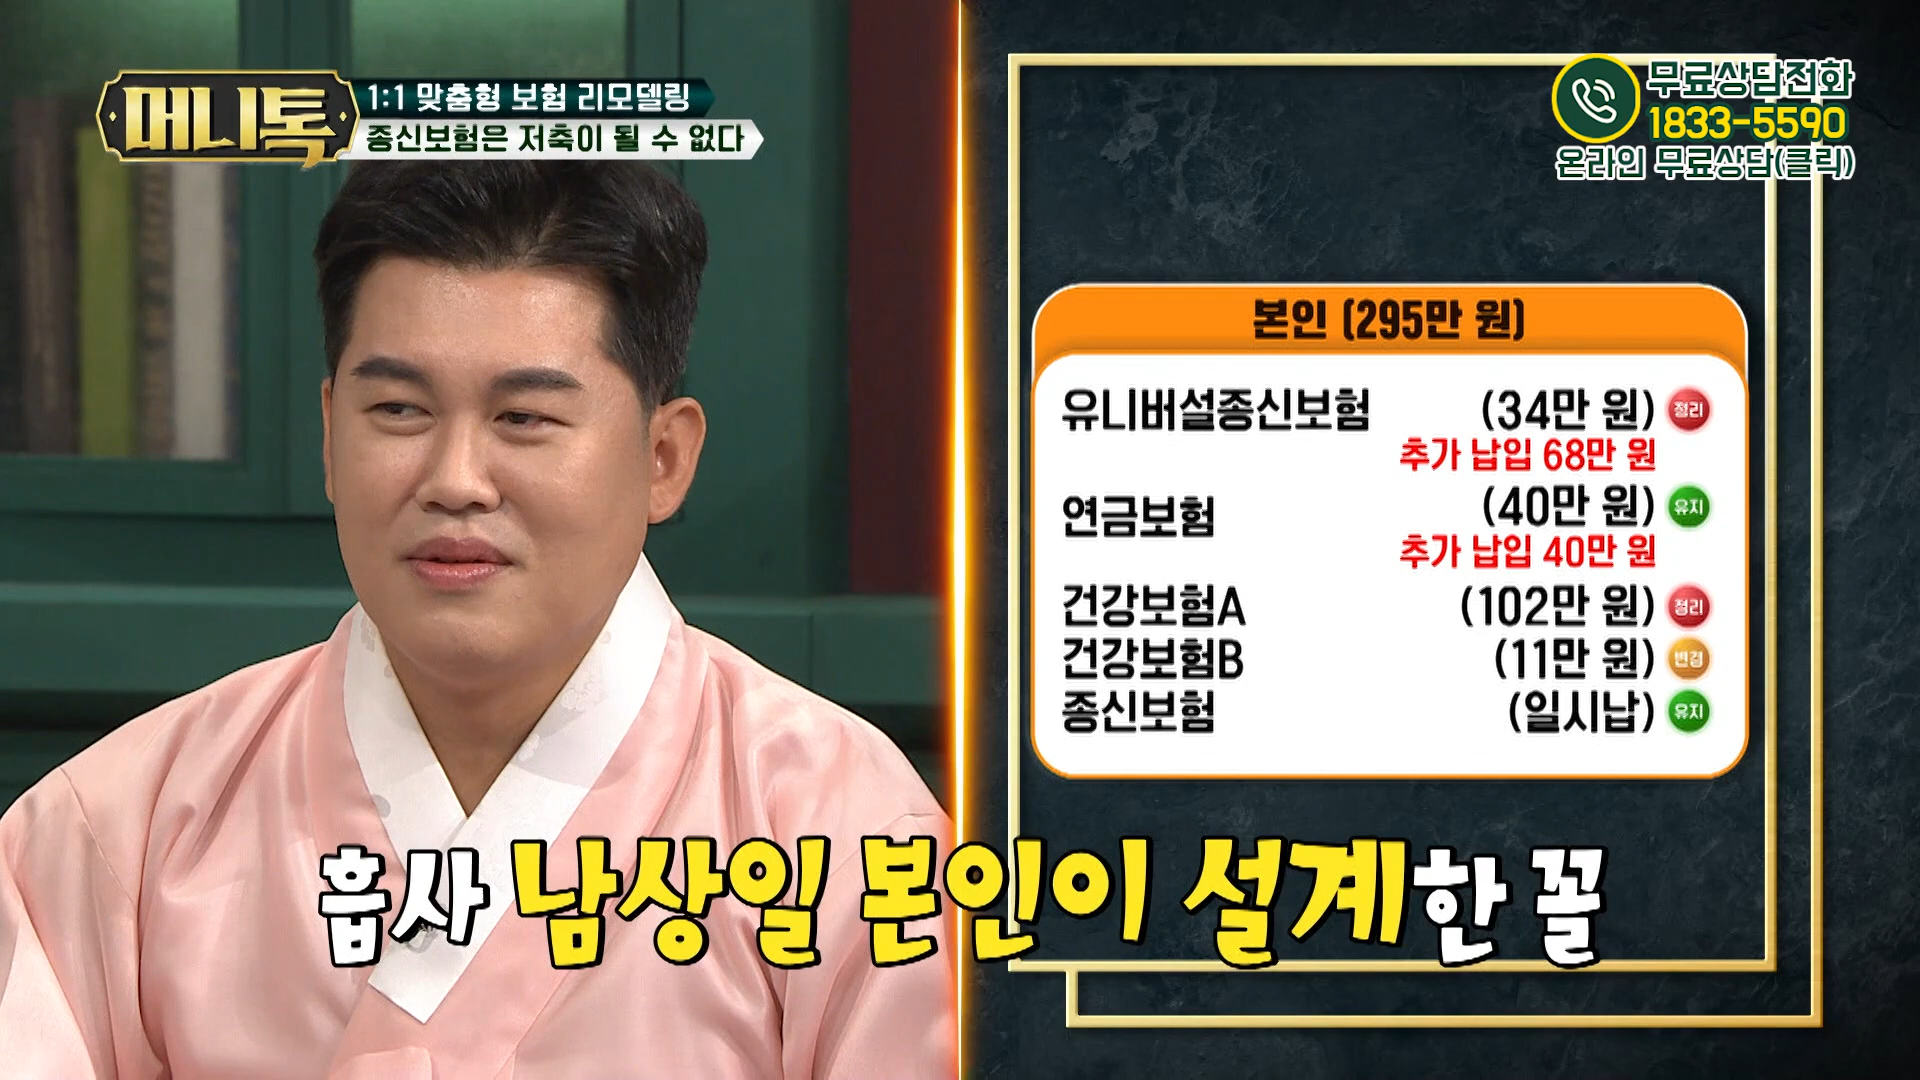 머니톡
1:1 맞춤형 보험 리모델링
종신보험은 저축이 될 수 없다
무료상담전화
1833-5590
온라인 무료상담(클릭)
본인 (295만 원)
유니버설종신보험 (34만 원) 정리
추가 납입 68만 원
연금보험 (40만 원) 유지
추가 납입 40만 원
건강보험A (102만 원) 정리
건강보험B (11만 원) 변경
종신보험 (일시납) 유지
흡사 남상일 본인이 설계한 꼴